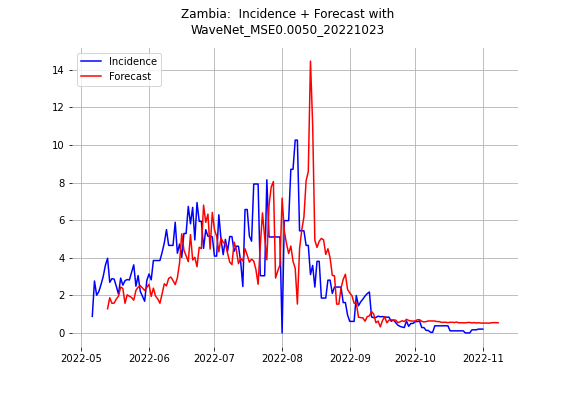 Zambia:  Incidence + Forecast with
WaveNet_MSE0.0050_20221023
Incidence
Forecast
14
12
10
8
6
4
2
0
2022-05 2022-06 2022-07 2022-08 2022-09 2022-10 2022-11